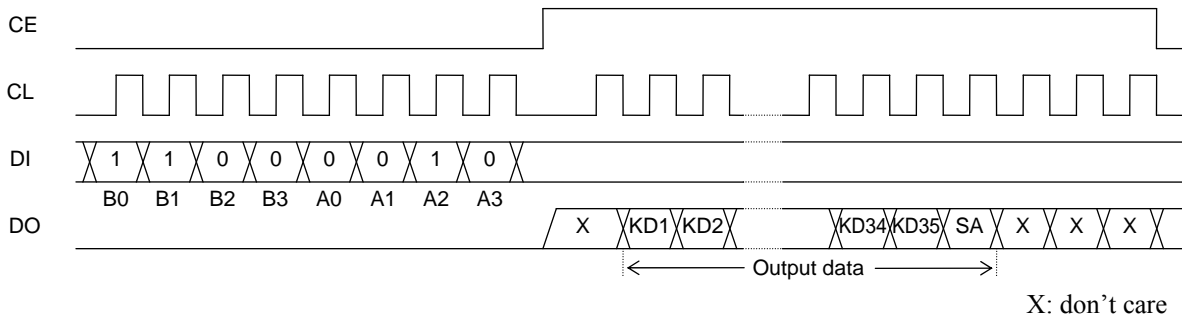 CE
CL
DI 1 1 0 0 0 0 1 0
B0 B1 B2 B3 A0 A1 A2 A3
DO X KD1 KD2 KD34 KD35 SA X X X
Output data
X: don’t care